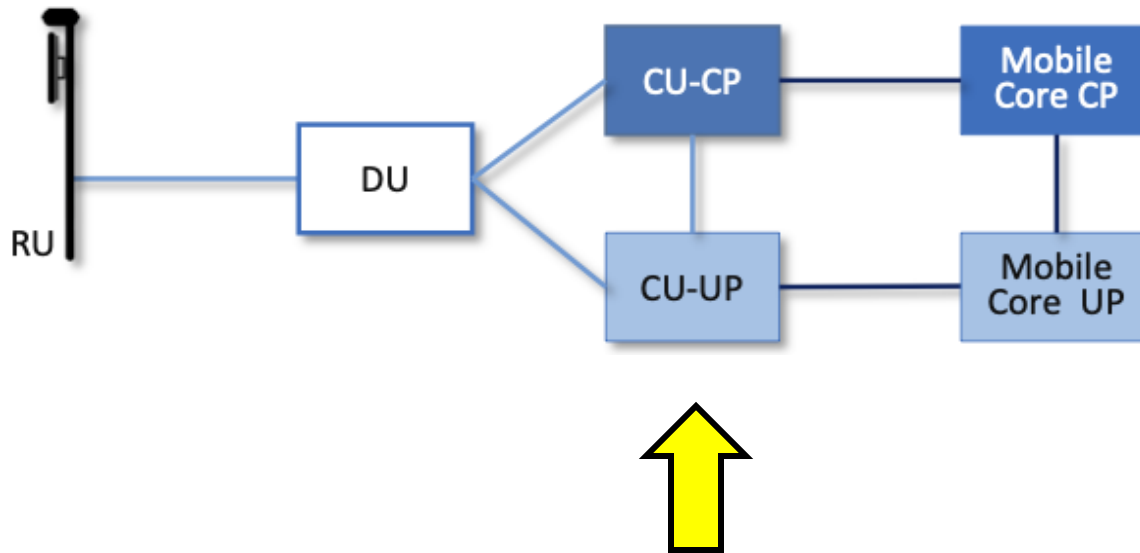 RU
DU
CU-CP
CU-UP
Mobile
Core CP
Mobile
Core UP